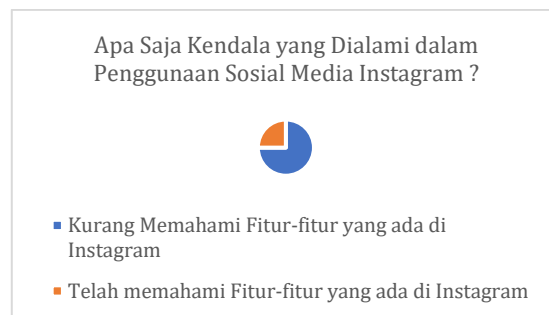 Apa Saja Kendala yang Dialami dalam
Penggunaan Sosial Media Instagram ?
Kurang Memahami Fitur-fitur yang ada di
Instagram
Telah memahami Fitur-fitur yang ada di Instagram